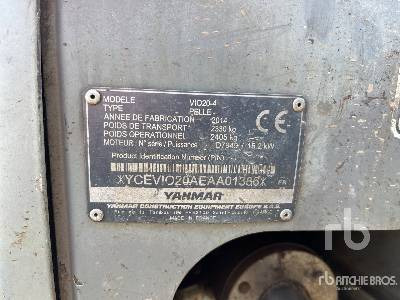 MODELE VIO20-4
TYPE PELLE
ANNEE DE FABRICATION 2014
POIDS DE TRANSPORT 2330 kg
POIDS OPERATIONNEL 2405 kg
MOTEUR : N° série / Puissance 15.2 kW
Product Identification Number (PIN)
YANMAR
YANMAR CONSTRUCTION EQUIPMENT EUROPE S.A.S.
MADE IN FRANCE
CE
rb
rb
RITCHIE BROS